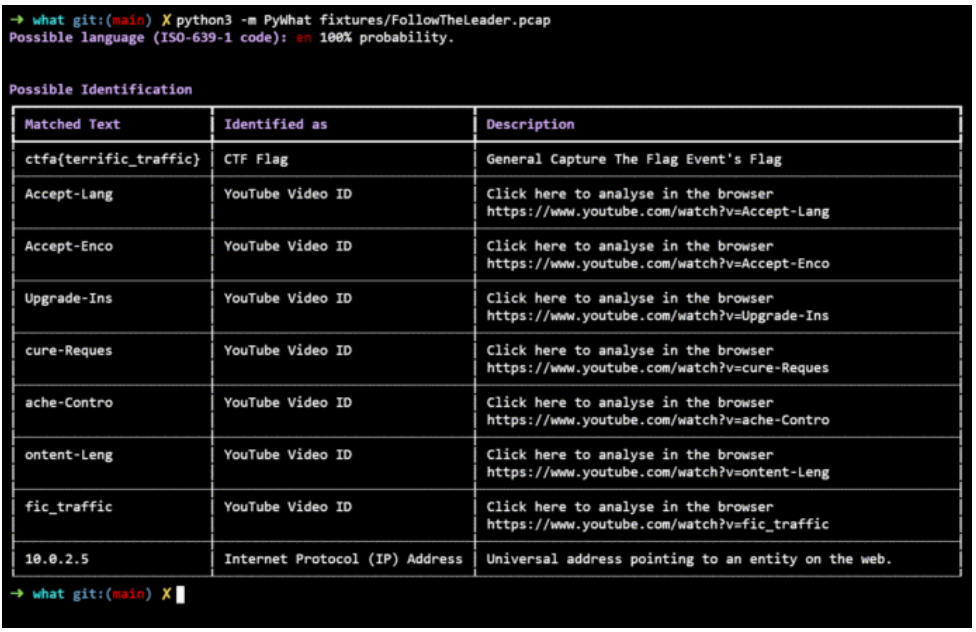 → what git:(main) ✗ python3 -m PyWhat fixtures/FollowTheLeader.pcap
Possible language (ISO-639-1 code): en 100% probability.
Possible Identification
Matched Text Identified as Description
ctfa{terrific_traffic} CTF Flag General Capture The Flag Event's Flag
Accept-Lang YouTube Video ID Click here to analyse in the browser
https://www.youtube.com/watch?v=Accept-Lang
Accept-Enco YouTube Video ID Click here to analyse in the browser
https://www.youtube.com/watch?v=Accept-Enco
Upgrade-Ins YouTube Video ID Click here to analyse in the browser
https://www.youtube.com/watch?v=Upgrade-Ins
cure-Reques YouTube Video ID Click here to analyse in the browser
https://www.youtube.com/watch?v=cure-Reques
ache-Contro YouTube Video ID Click here to analyse in the browser
https://www.youtube.com/watch?v=ache-Contro
ontent-Leng YouTube Video ID Click here to analyse in the browser
https://www.youtube.com/watch?v=ontent-Leng
fic_traffic YouTube Video ID Click here to analyse in the browser
https://www.youtube.com/watch?v=fic_traffic
10.0.2.5 Internet Protocol (IP) Address Universal address pointing to an entity on the web.
→ what git:(main) ✗